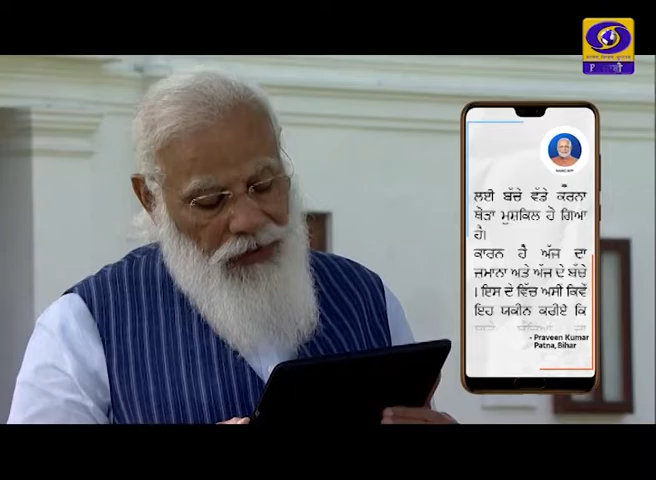 ਲਈ ਬੱਚੇ ਵੱਡੇ ਕਰਨਾ
ਥੋੜਾ ਮੁਸ਼ਕਿਲ ਹੋ ਗਿਆ
ਹੈ।
ਕਾਰਨ ਹੈ ਅੱਜ ਦਾ
ਜ਼ਮਾਨਾ ਅਤੇ ਅੱਜ ਦੇ ਬੱਚੇ
। ਇਸ ਦੇ ਵਿੱਚ ਅਸੀਂ ਕਿਵੇਂ
ਇਹ ਯਕੀਨ ਕਰੀਏ ਕਿ
- Praveen Kumar
Patna, Bihar